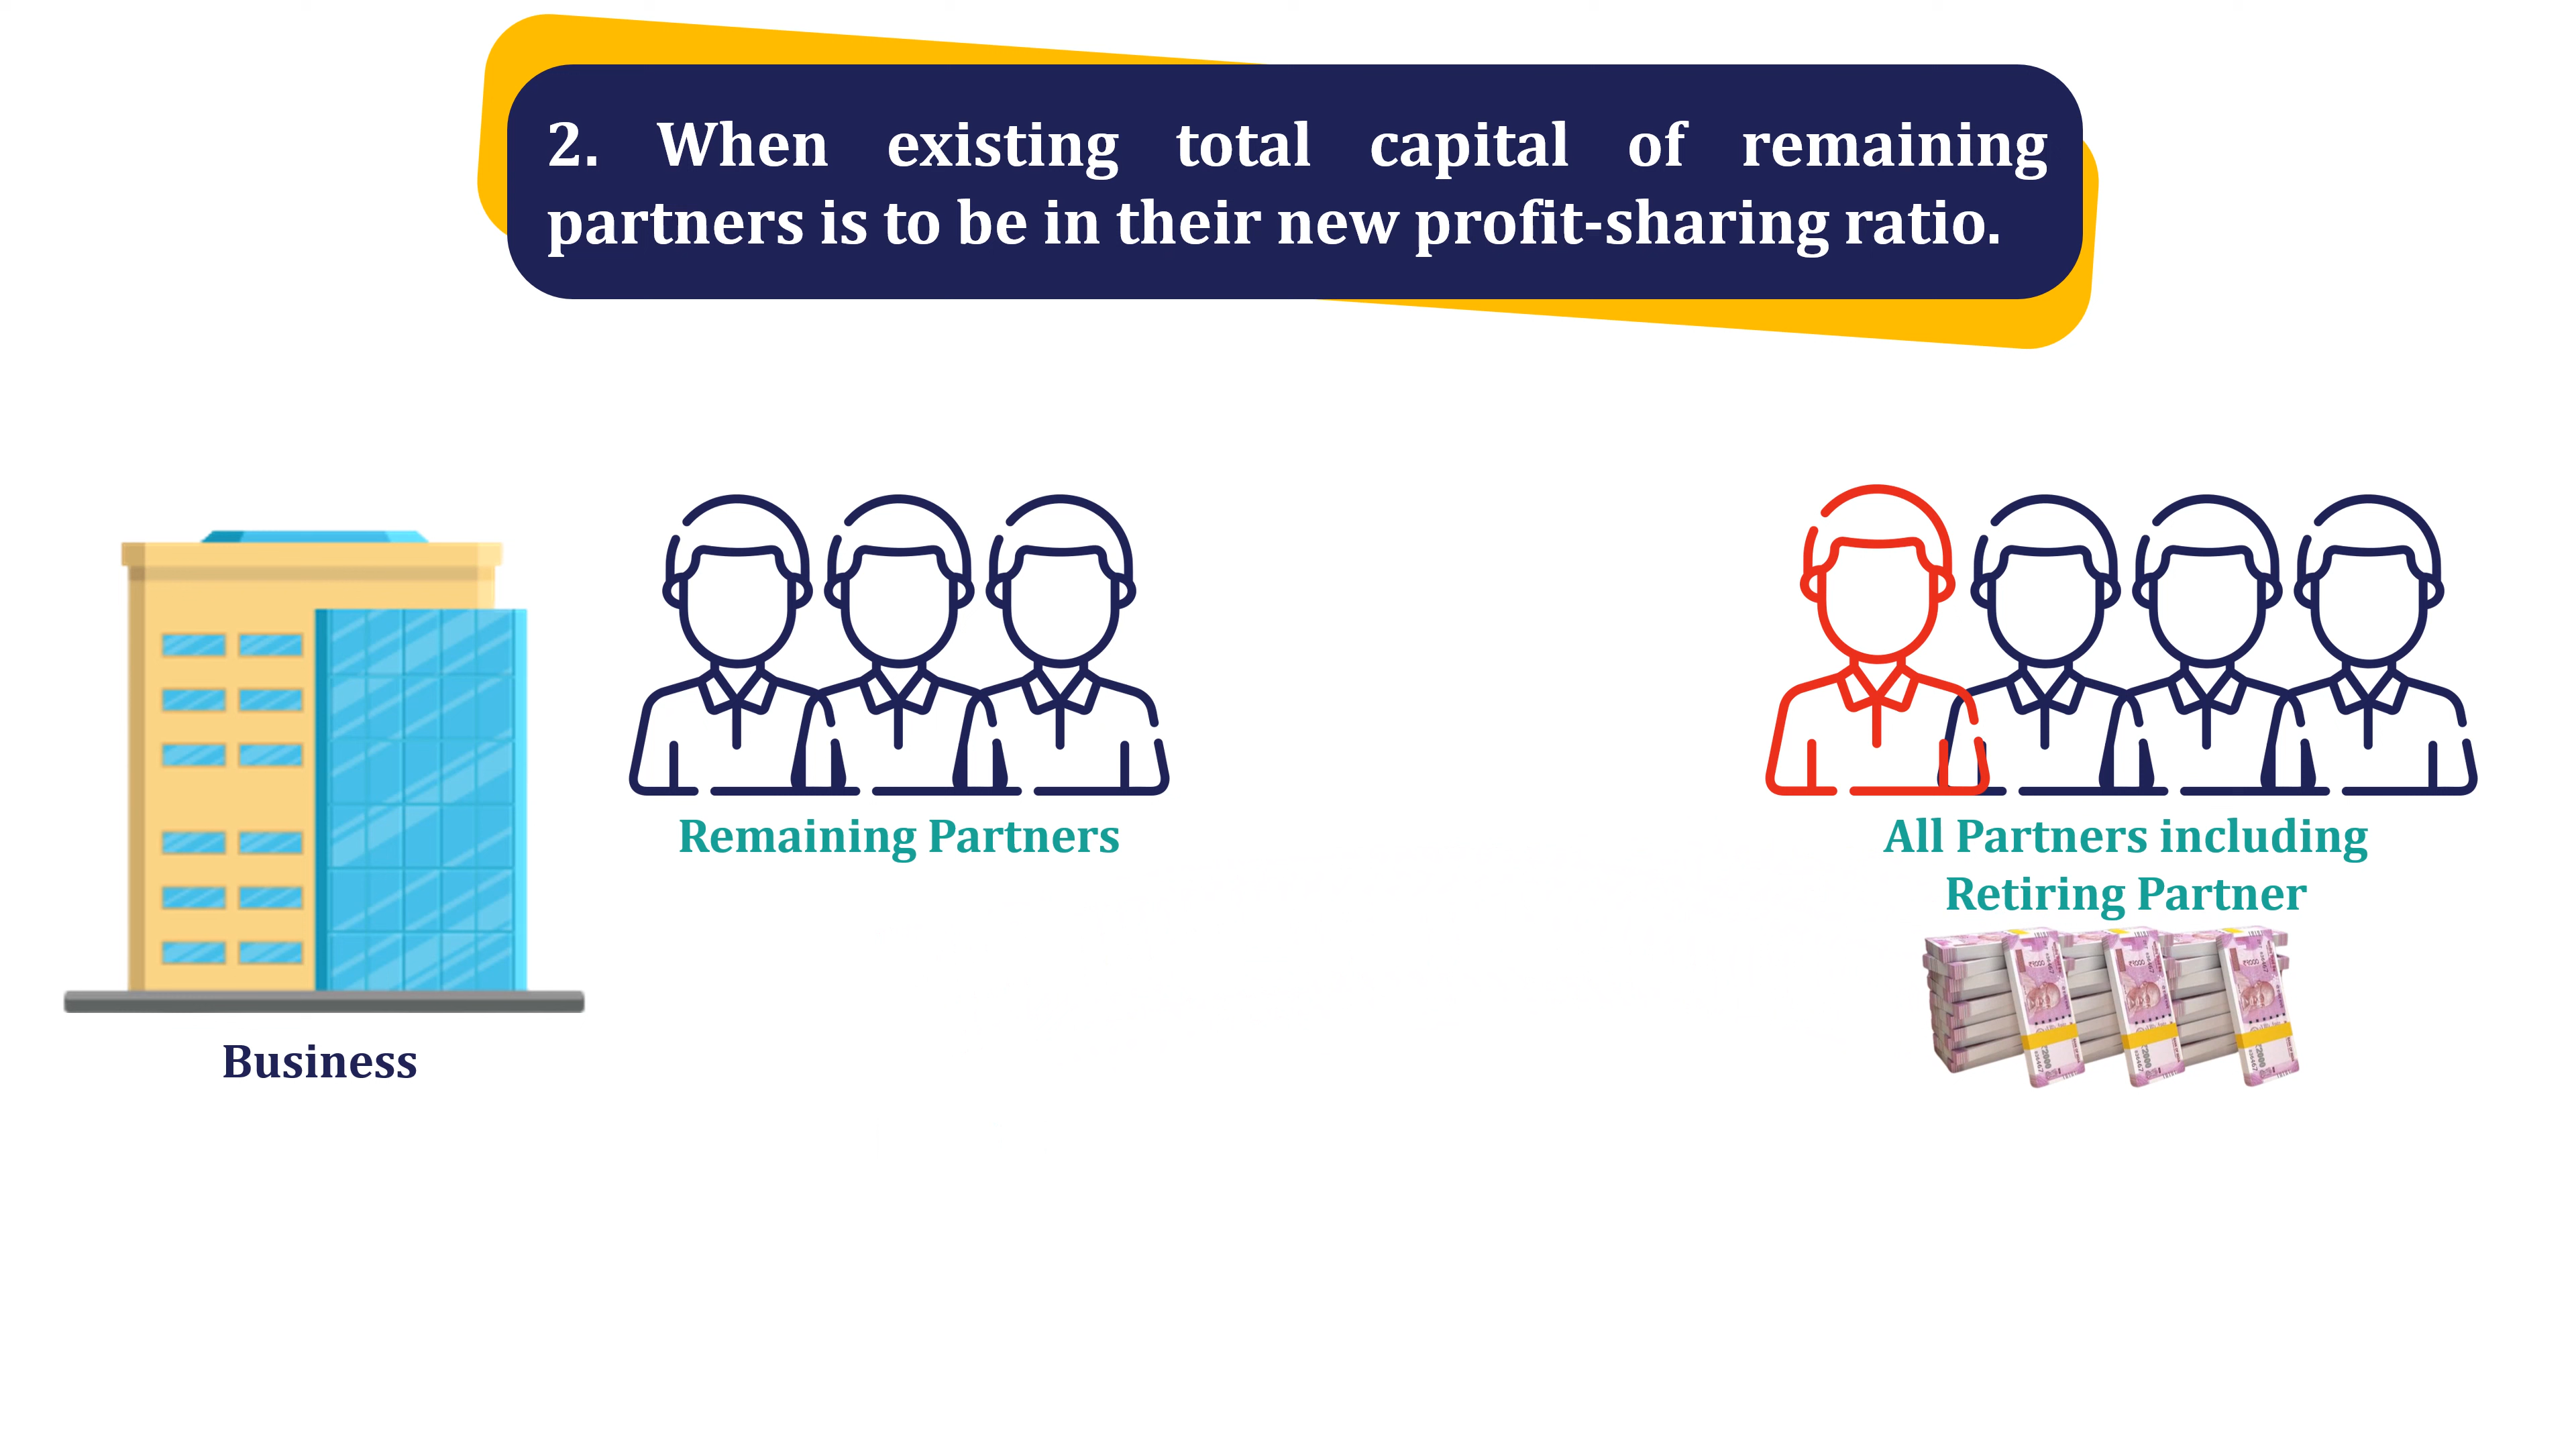 2. When existing total capital of remaining
partners is to be in their new profit-sharing ratio.
Remaining Partners
All Partners including
Retiring Partner
Business